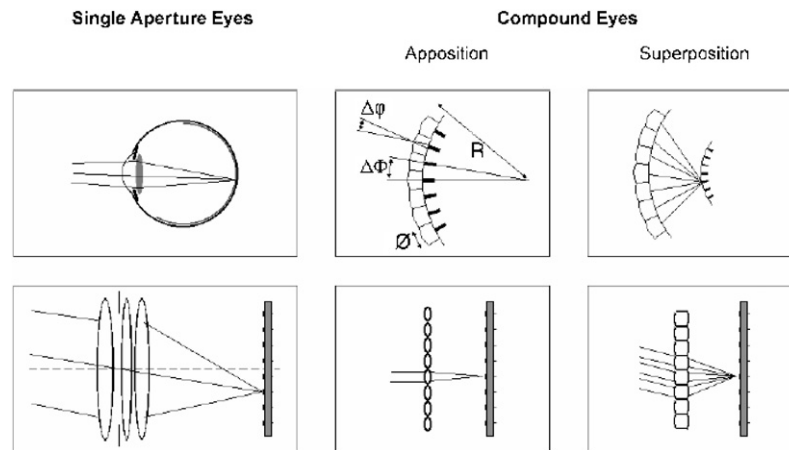 Single Aperture Eyes
Compound Eyes
Apposition
Superposition
Δφ
R
ΔΦ
Ø